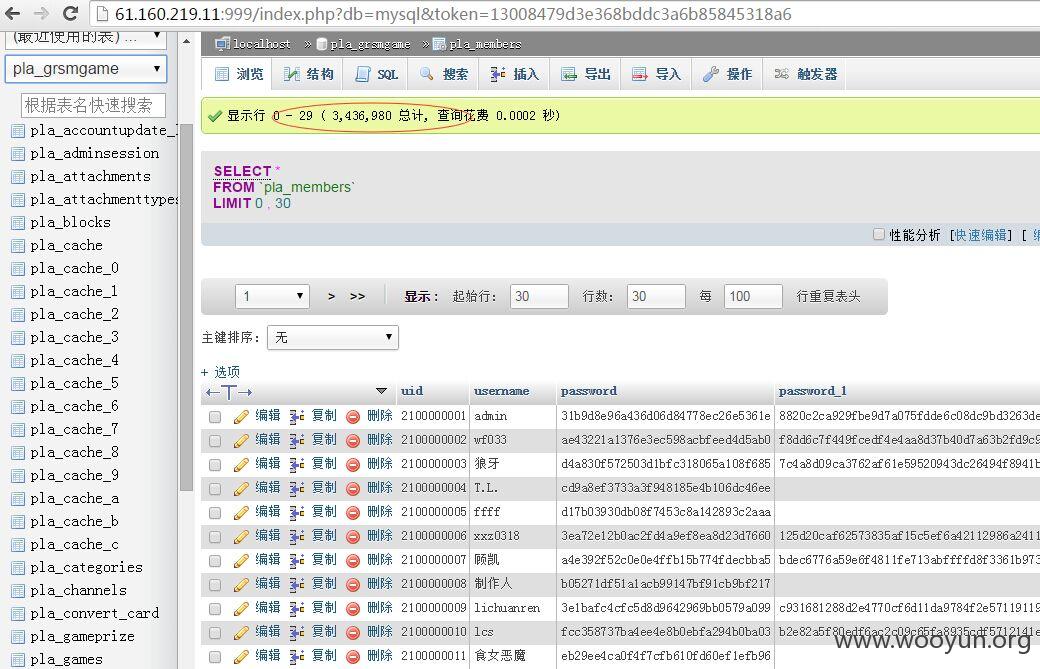 61.160.219.11:999/index.php?db=mysql&token=13008479d3e368bddc3a6b85845318a6
(最近使用的表) ...
pla_grsmgame
根据表名快速搜索
pla_accountupdate_
pla_adminsession
pla_attachments
pla_attachmenttypes
pla_blocks
pla_cache
pla_cache_0
pla_cache_1
pla_cache_2
pla_cache_3
pla_cache_4
pla_cache_5
pla_cache_6
pla_cache_7
pla_cache_8
pla_cache_9
pla_cache_a
pla_cache_b
pla_cache_c
pla_categories
pla_channels
pla_convert_card
pla_gameprize
pla_games
localhost » pla_grsmgame » pla_members
浏览 结构 SQL 搜索 插入 导出 导入 操作 触发器
显示行 0 - 29 ( 3,436,980 总计, 查询花费 0.0002 秒)
SELECT *
FROM `pla_members`
LIMIT 0 , 30
性能分析 [快速编辑] [ 编
1 > >> 显示: 起始行: 30 行数: 30 每 100 行重复表头
主键排序: 无
+ 选项
←T→ uid username password password_1
编辑 复制 删除 2100000001 admin 31b9d8e96a436d06d84778ec26e5361e 8820c2ca929fbe9d7a075fdde6c08dc9bd3263de
编辑 复制 删除 2100000002 wf033 ae43221a1376e3ec598acbfeed4d5ab0 f8dd6c7f449fcedf4e4aa8d37b40d7a63b2fd9c9
编辑 复制 删除 2100000003 狼牙 d4a830f572503d1bfc318065a108f685 7c4a8d09ca3762af61e59520943dc26494f8941b
编辑 复制 删除 2100000004 T.L. cd9a8ef3733a3f948185e4b106dc46ee
编辑 复制 删除 2100000005 ffff d17b03930db08f7453c8a142893c2aaa
编辑 复制 删除 2100000006 xxz0318 3ea72e12b0ac2fd4a9ef8ea8d23d7660 125d20caf62573835af15c5ef6a42112986a2411
编辑 复制 删除 2100000007 顾凯 a4e392f52c0e0e4ffb15b774fdecbba5 bdec6776a59e6f4811fe713abffffd8f3361b973
编辑 复制 删除 2100000008 制作人 b05271df51a1acb99147bf91cb9bf217
编辑 复制 删除 2100000009 lichuanren 3e1bafc4cfc5d8d9642969bb0579a099 c931681288d2e4770cf6d11da9784f2e57119119
编辑 复制 删除 2100000010 lcs fcc358737ba4ee4e8b0ebfa294b0ba03 b2e82a5f80edf6ac2c09c65fa8935cdf5712141e
编辑 复制 删除 2100000011 食女恶魔 eb29ee4ca0f4f7cfb610fd60ef1efb96
www.wooyun.org